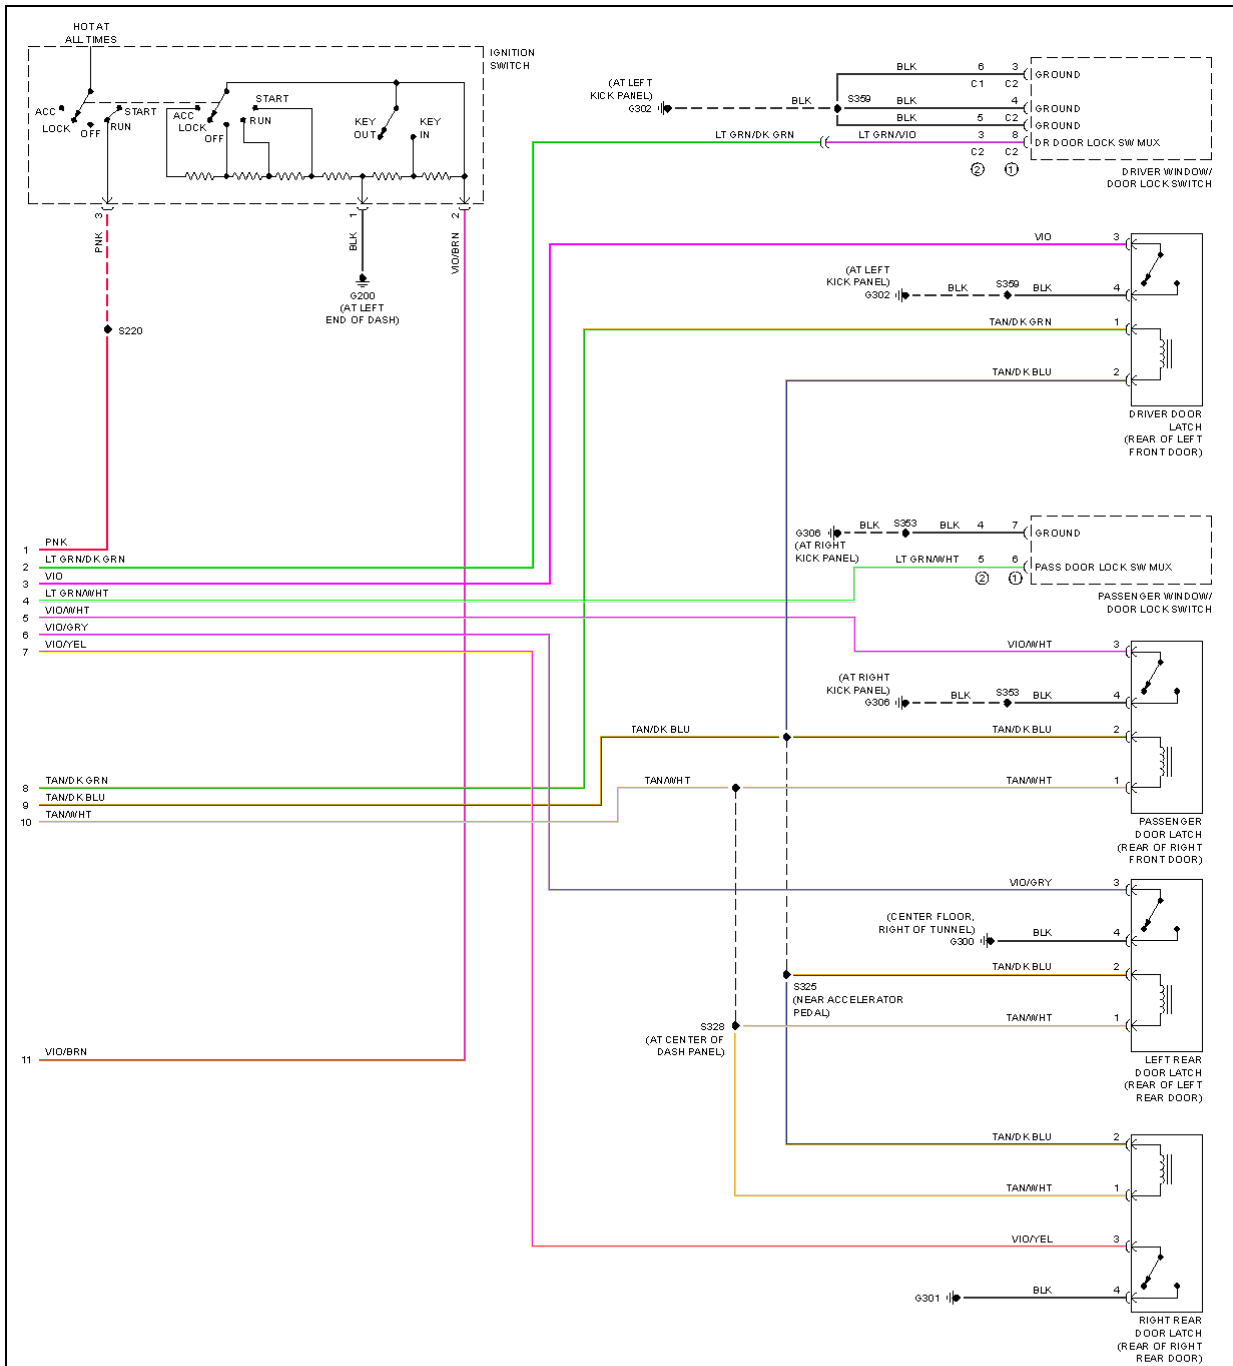 HOT AT
ALL TIMES
IGNITION
SWITCH
ACC
LOCK
OFF
RUN
START
ACC
LOCK
OFF
RUN
START
KEY
OUT
KEY
IN
3
1
2
PNK
BLK
VIO/BRN
S220
G200
(AT LEFT
END OF DASH)
(AT LEFT
KICK PANEL)
G302
BLK
S359
BLK
6
3
C1
C2
GROUND
BLK
4
GROUND
BLK
5
C2
GROUND
LT GRN/DK GRN
LT GRN/VIO
3
8
DR DOOR LOCK SW MUX
C2
C2
2
1
DRIVER WINDOW/
DOOR LOCK SWITCH
VIO
3
(AT LEFT
KICK PANEL)
G302
BLK
S359
BLK
4
TAN/DK GRN
1
TAN/DK BLU
2
DRIVER DOOR
LATCH
(REAR OF LEFT
FRONT DOOR)
G306
(AT RIGHT
KICK PANEL)
BLK
S353
BLK
4
7
GROUND
LT GRN/WHT
5
6
PASS DOOR LOCK SW MUX
2
1
PASSENGER WINDOW/
DOOR LOCK SWITCH
1
PNK
2
LT GRN/DK GRN
3
VIO
4
LT GRN/WHT
5
VIO/WHT
6
VIO/GRY
7
VIO/YEL
VIO/WHT
3
(AT RIGHT
KICK PANEL)
G306
BLK
S353
BLK
4
TAN/DK BLU
TAN/DK BLU
2
TAN/WHT
TAN/WHT
1
8
TAN/DK GRN
9
TAN/DK BLU
10
TAN/WHT
PASSENGER
DOOR LATCH
(REAR OF RIGHT
FRONT DOOR)
VIO/GRY
3
(CENTER FLOOR,
RIGHT OF TUNNEL)
G300
BLK
4
TAN/DK BLU
2
S325
(NEAR ACCELERATOR
PEDAL)
TAN/WHT
1
S328
(AT CENTER OF
DASH PANEL)
11
VIO/BRN
LEFT REAR
DOOR LATCH
(REAR OF LEFT
REAR DOOR)
TAN/DK BLU
2
TAN/WHT
1
VIO/YEL
3
G301
BLK
4
RIGHT REAR
DOOR LATCH
(REAR OF RIGHT
REAR DOOR)